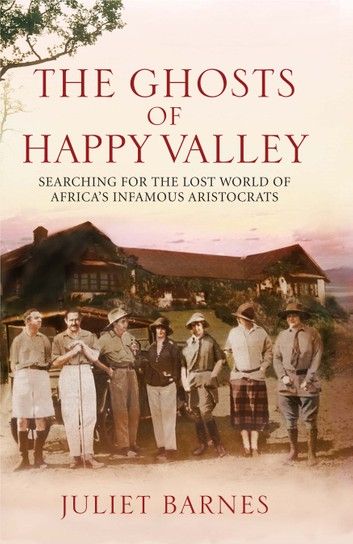 THE GHOSTS
OF
HAPPY VALLEY
SEARCHING FOR THE LOST WORLD OF
AFRICA'S INFAMOUS ARISTOCRATS
JULIET BARNES